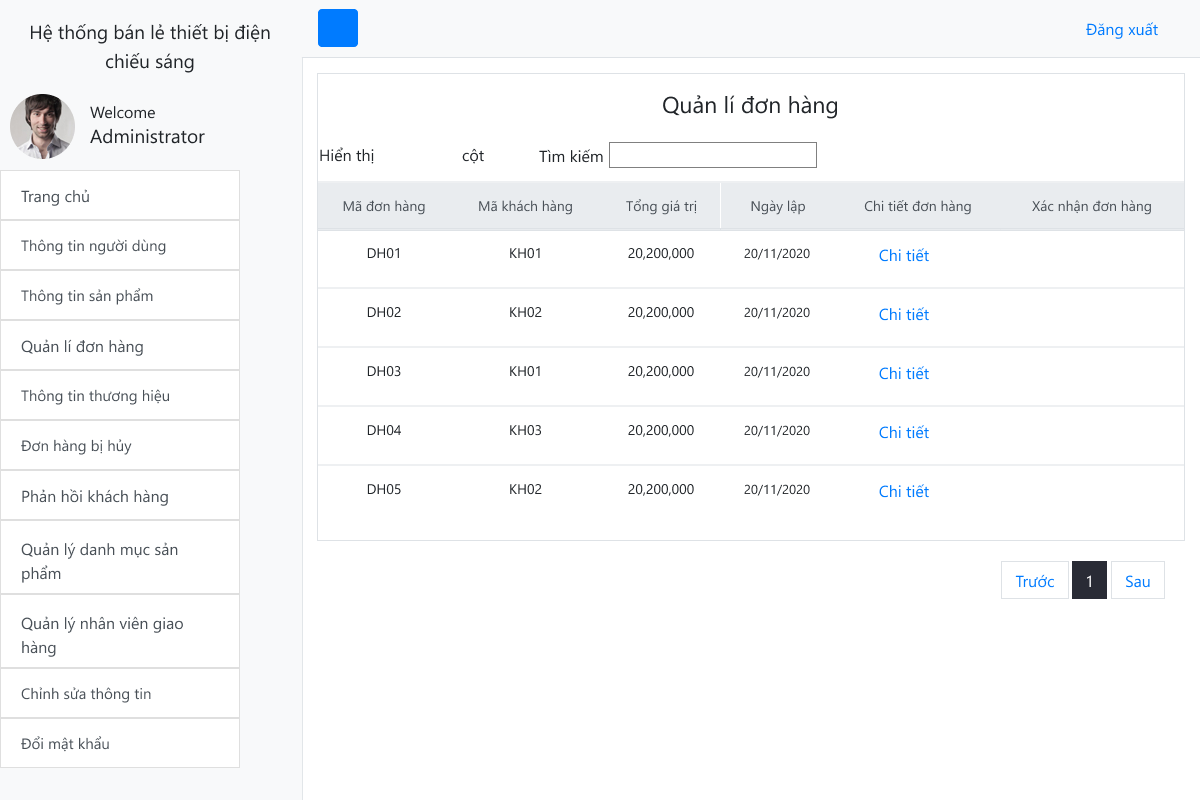 Hệ thống bán lẻ thiết bị điện
chiếu sáng
Welcome
Administrator
Trang chủ
Thông tin người dùng
Thông tin sản phẩm
Quản lí đơn hàng
Thông tin thương hiệu
Đơn hàng bị hủy
Phản hồi khách hàng
Quản lý danh mục sản
phẩm
Quản lý nhân viên giao
hàng
Chỉnh sửa thông tin
Đổi mật khẩu
Đăng xuất
Quản lí đơn hàng
Hiển thị cột Tìm kiếm
Mã đơn hàng Mã khách hàng Tổng giá trị Ngày lập Chi tiết đơn hàng Xác nhận đơn hàng
DH01 KH01 20,200,000 20/11/2020 Chi tiết
DH02 KH02 20,200,000 20/11/2020 Chi tiết
DH03 KH01 20,200,000 20/11/2020 Chi tiết
DH04 KH03 20,200,000 20/11/2020 Chi tiết
DH05 KH02 20,200,000 20/11/2020 Chi tiết
Trước 1 Sau